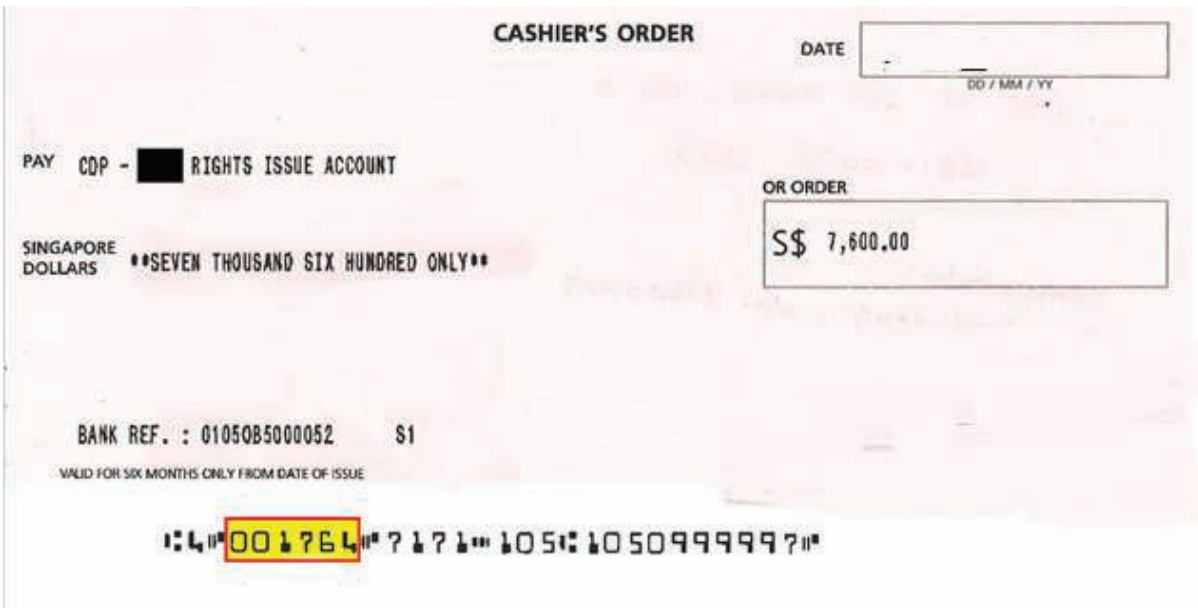 CASHIER'S ORDER
DATE
DD / MM / YY
PAY CDP - RIGHTS ISSUE ACCOUNT
OR ORDER
SINGAPORE DOLLARS **SEVEN THOUSAND SIX HUNDRED ONLY**
S$ 7,600.00
BANK REF. : 01050B5000052 S1
VALID FOR SIX MONTHS ONLY FROM DATE OF ISSUE
⑆4⑈001764⑈7171⑉105⑆1050999997⑈